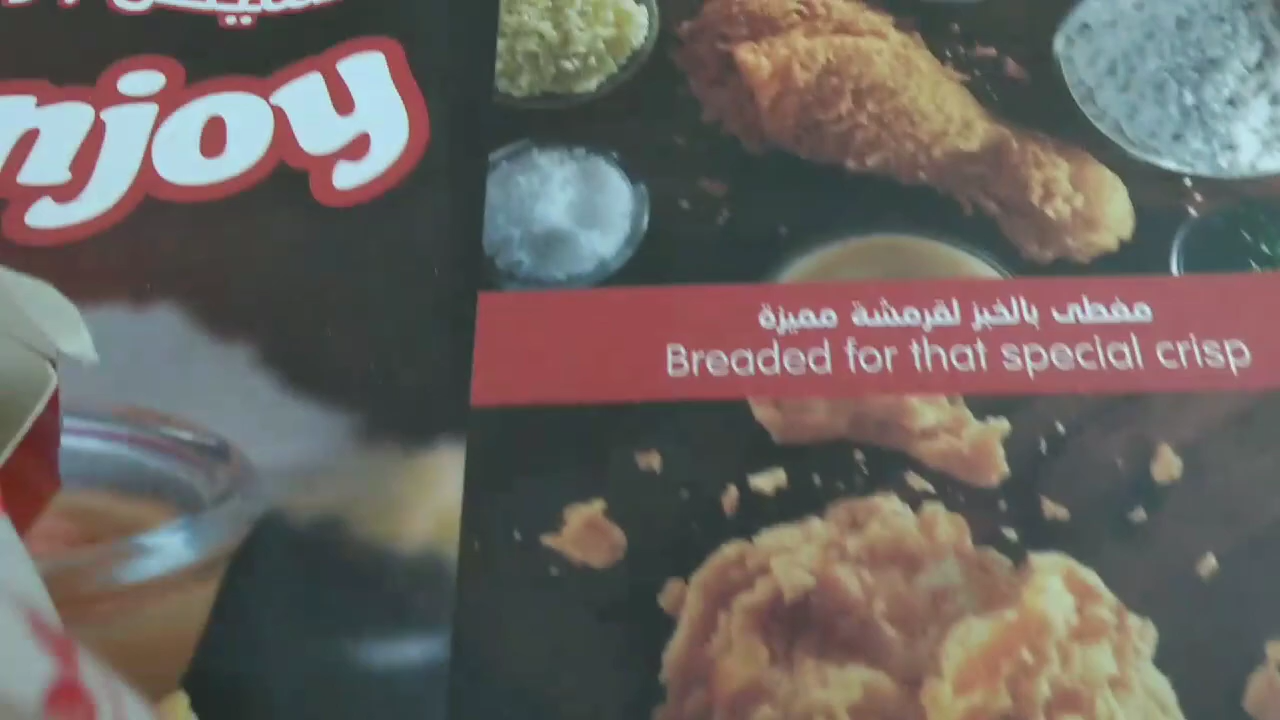 njoy
مغطى بالخبز لقرمشة مميزة
Breaded for that special crisp